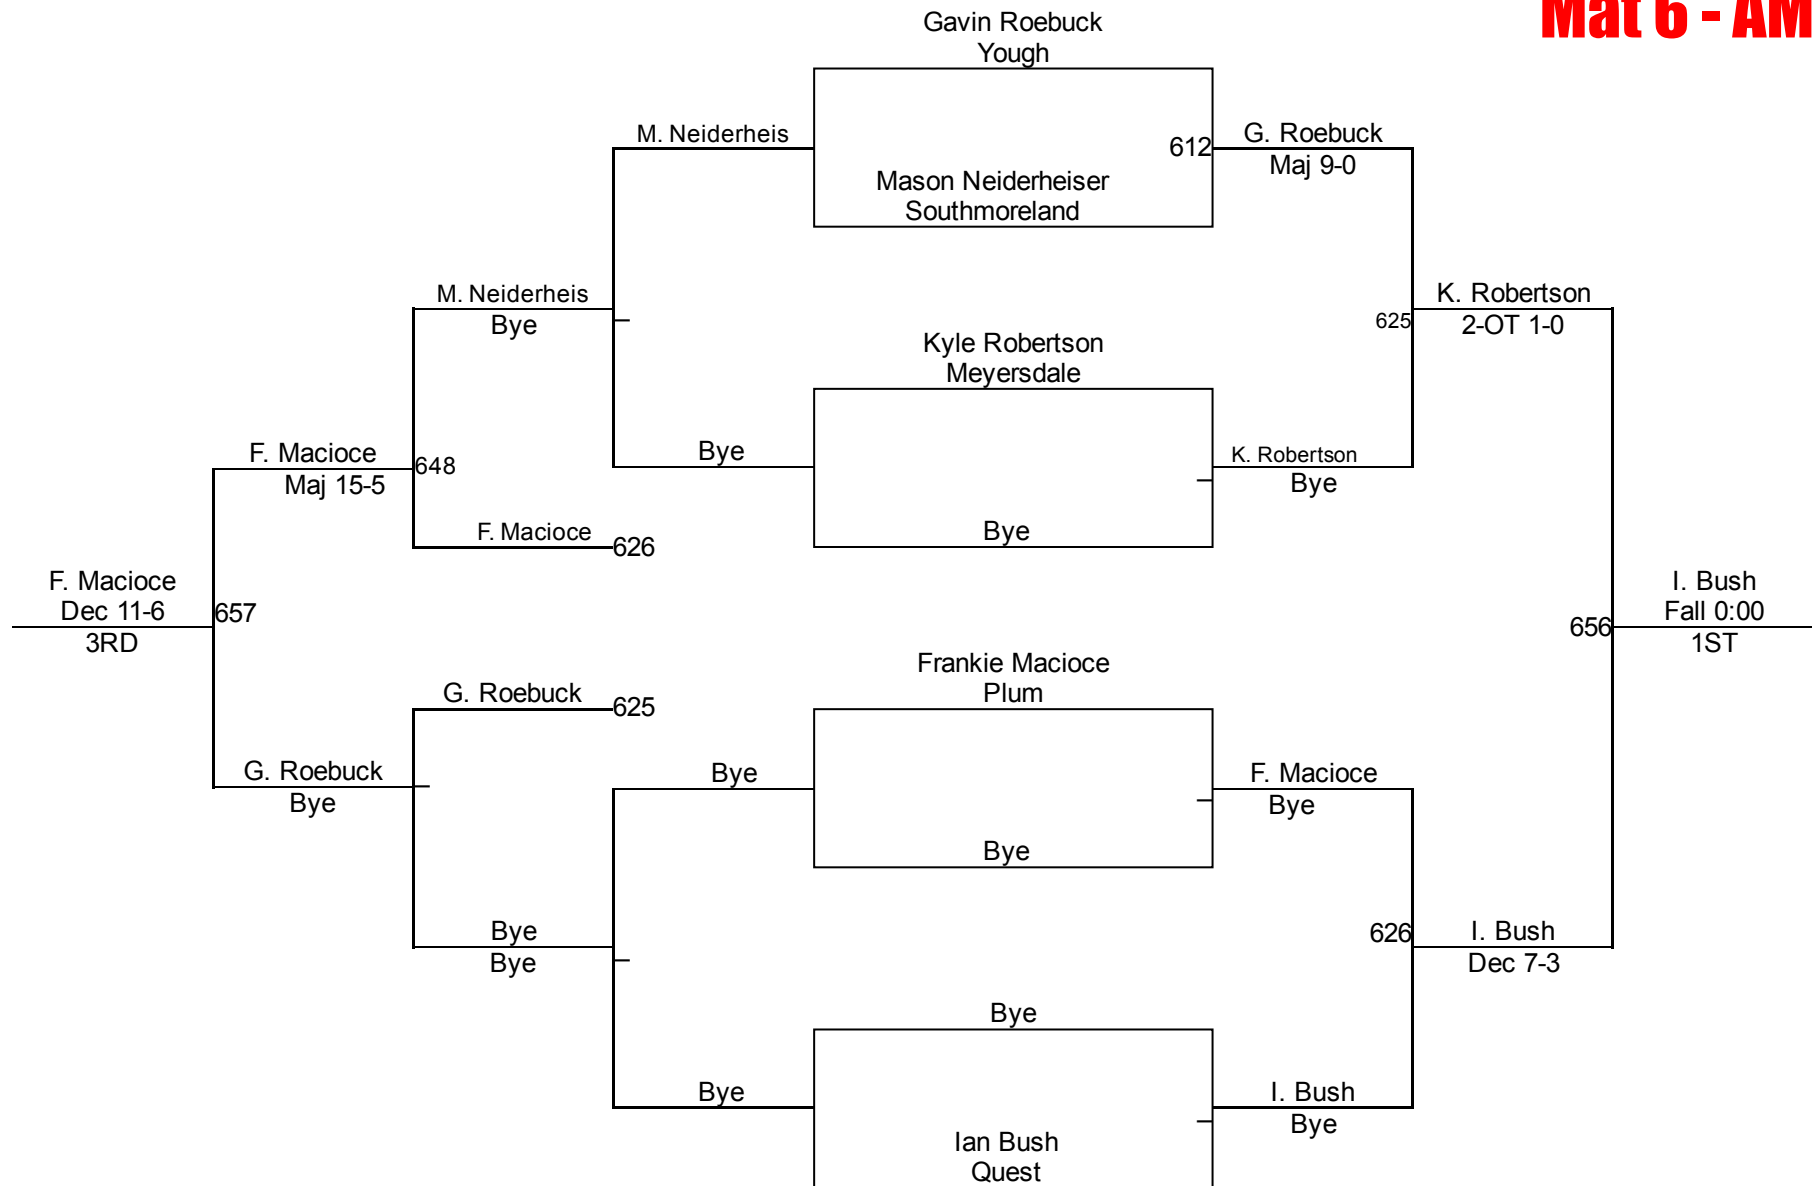 Mat 6 - AM
Gavin Roebuck
Yough
M. Neiderheis
612
G. Roebuck
Maj 9-0
Mason Neiderheiser
Southmoreland
M. Neiderheis
Bye
K. Robertson
2-OT 1-0
625
Kyle Robertson
Meyersdale
F. Macioce
Maj 15-5
648
Bye
K. Robertson
Bye
F. Macioce
626
Bye
F. Macioce
Dec 11-6
3RD
657
656
I. Bush
Fall 0:00
1ST
Frankie Macioce
Plum
G. Roebuck
625
G. Roebuck
Bye
Bye
F. Macioce
Bye
Bye
Bye
Bye
626
I. Bush
Dec 7-3
Bye
Bye
I. Bush
Bye
Ian Bush
Quest